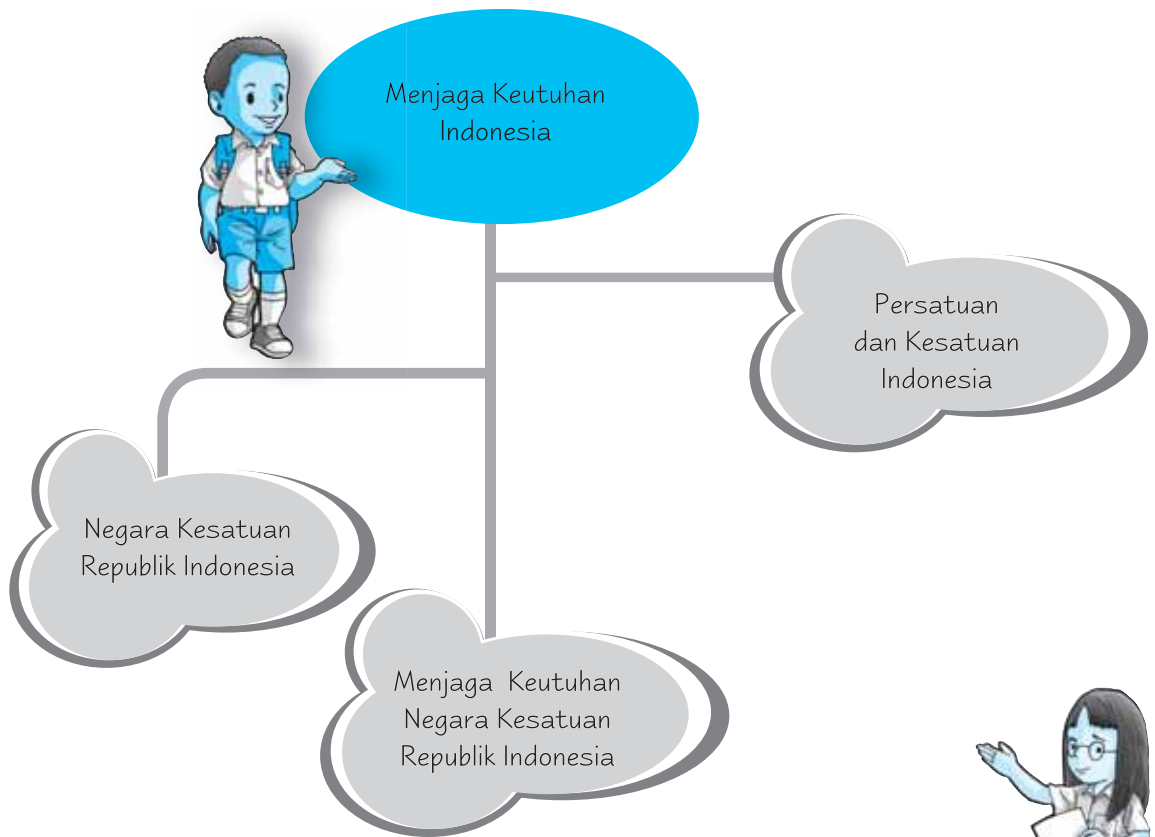 Menjaga Keutuhan
Indonesia
Persatuan
dan Kesatuan
Indonesia
Negara Kesatuan
Republik Indonesia
Menjaga Keutuhan
Negara Kesatuan
Republik Indonesia